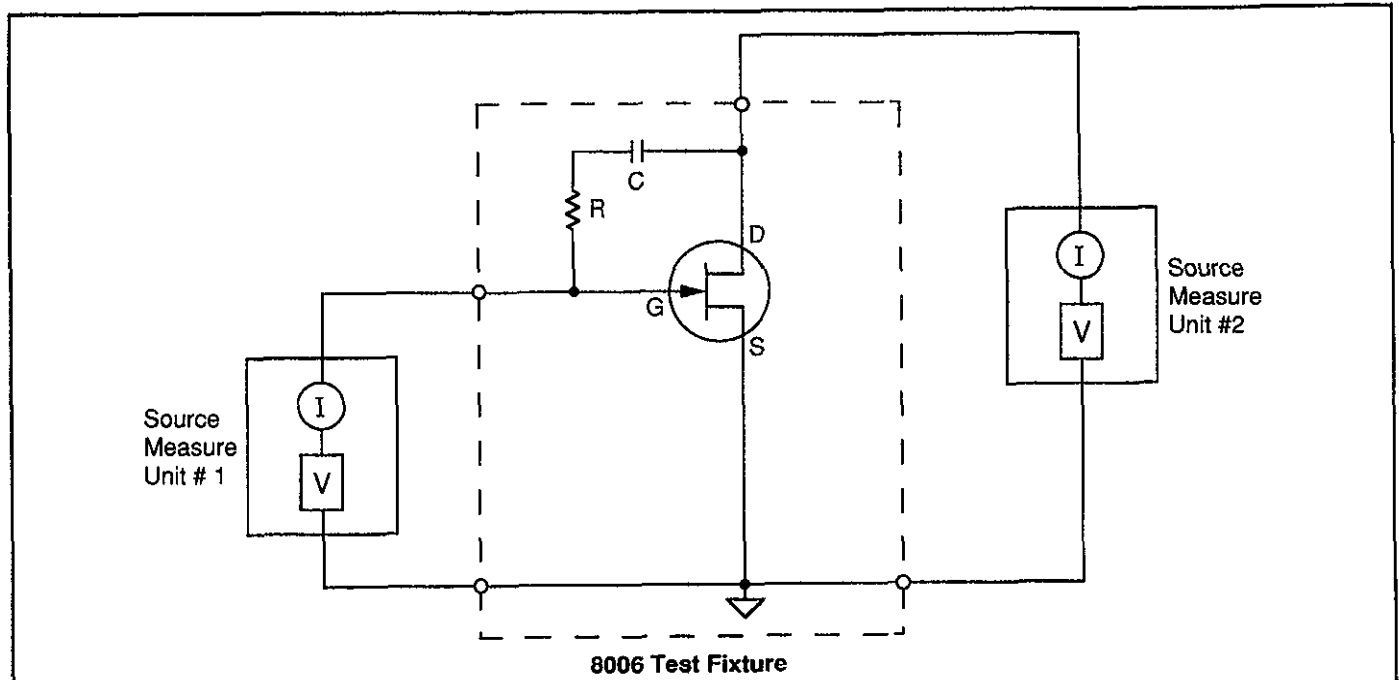 C
R
D
G
S
I
V
Source
Measure
Unit #2
I
V
Source
Measure
Unit # 1
8006 Test Fixture